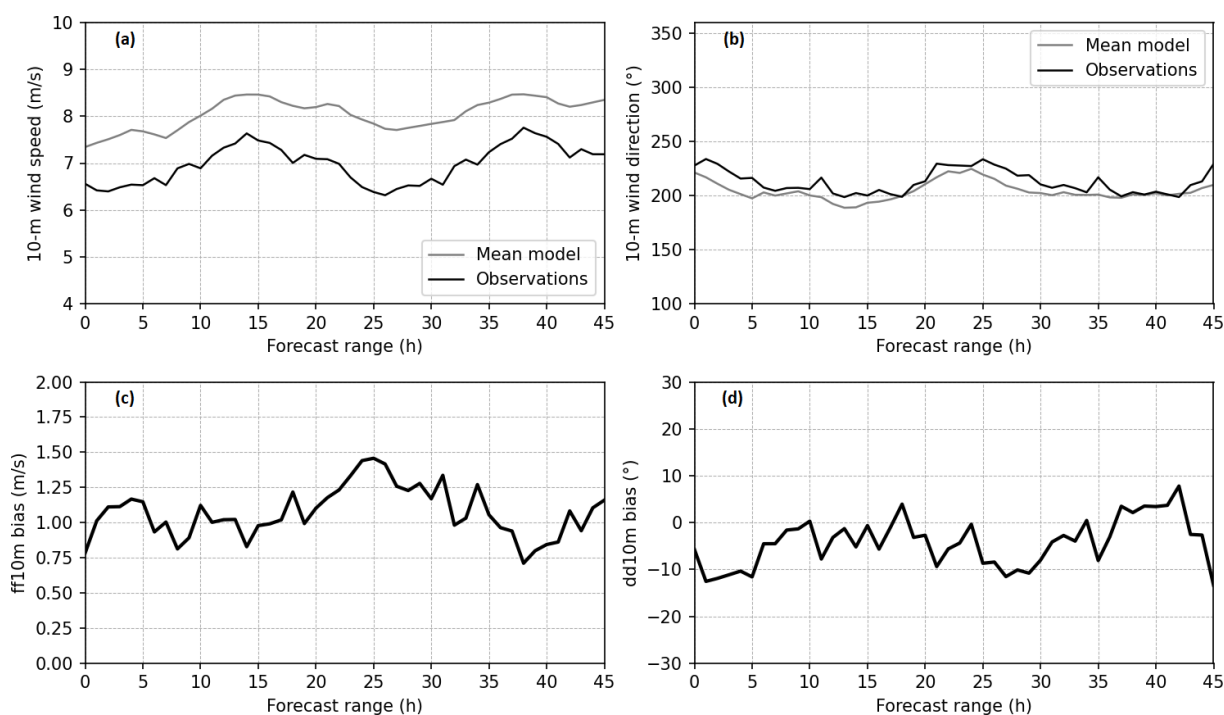 (a)
10
9
8
7
6
5
4
10-m wind speed (m/s)
Mean model
Observations
0 5 10 15 20 25 30 35 40 45
Forecast range (h)
(b)
350
300
250
200
150
100
10-m wind direction (°)
Mean model
Observations
0 5 10 15 20 25 30 35 40 45
Forecast range (h)
(c)
2.00
1.75
1.50
1.25
1.00
0.75
0.50
0.25
0.00
ff10m bias (m/s)
0 5 10 15 20 25 30 35 40 45
Forecast range (h)
(d)
30
20
10
0
−10
−20
−30
dd10m bias (°)
0 5 10 15 20 25 30 35 40 45
Forecast range (h)